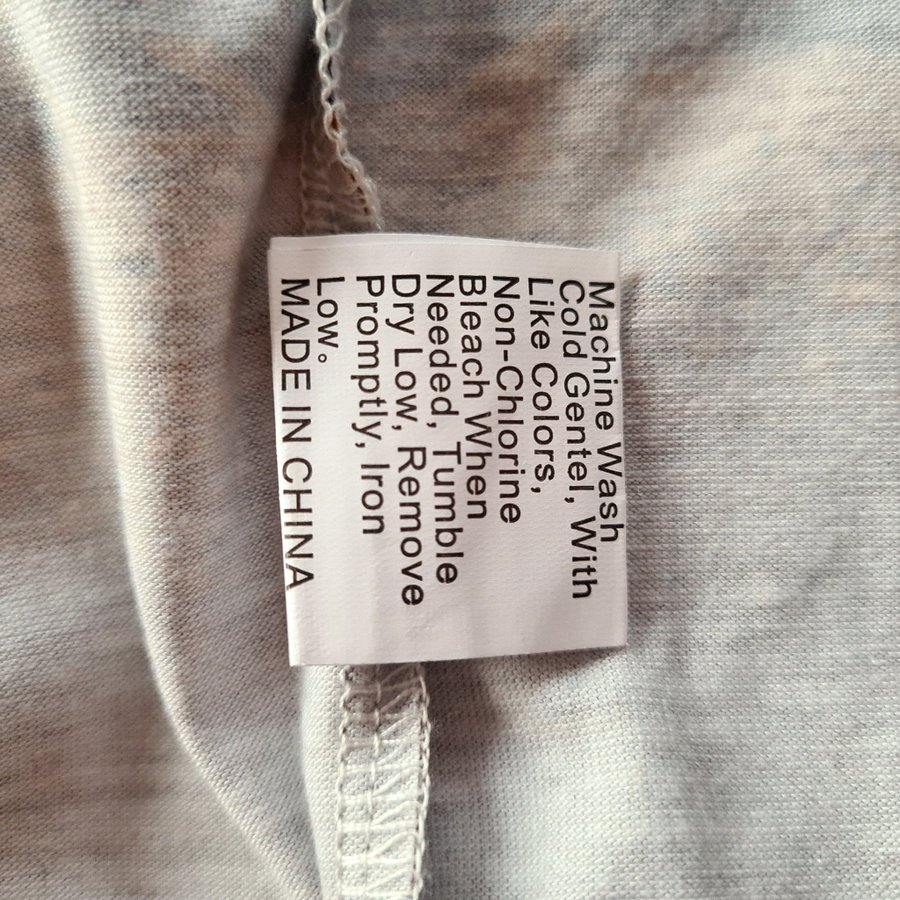 Machine Wash
Cold Gentel, With
Like Colors,
Non-Chlorine
Bleach When
Needed, Tumble
Dry Low, Remove
Promptly, Iron
Low.
MADE IN CHINA